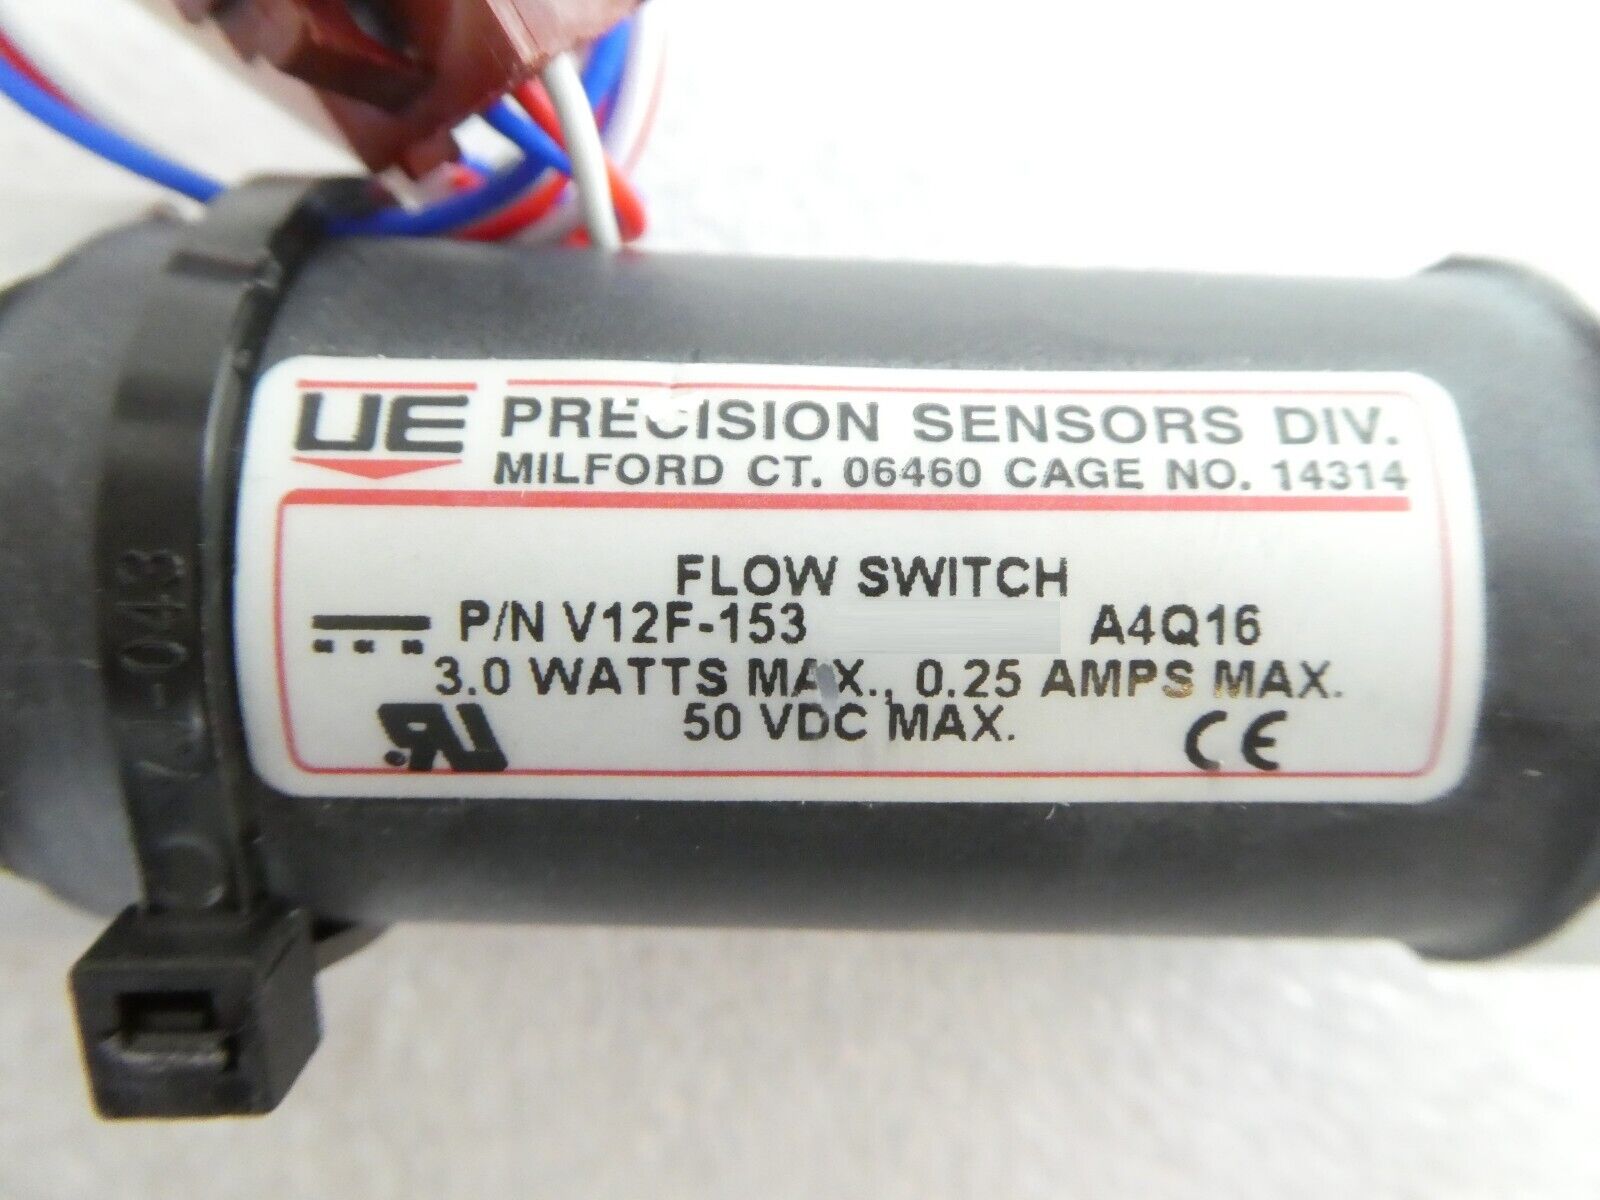 UE PRECISION SENSORS DIV.
MILFORD CT. 06460 CAGE NO. 14314
FLOW SWITCH
P/N V12F-153 A4Q16
3.0 WATTS MAX., 0.25 AMPS MAX.
50 VDC MAX.
UR
CE